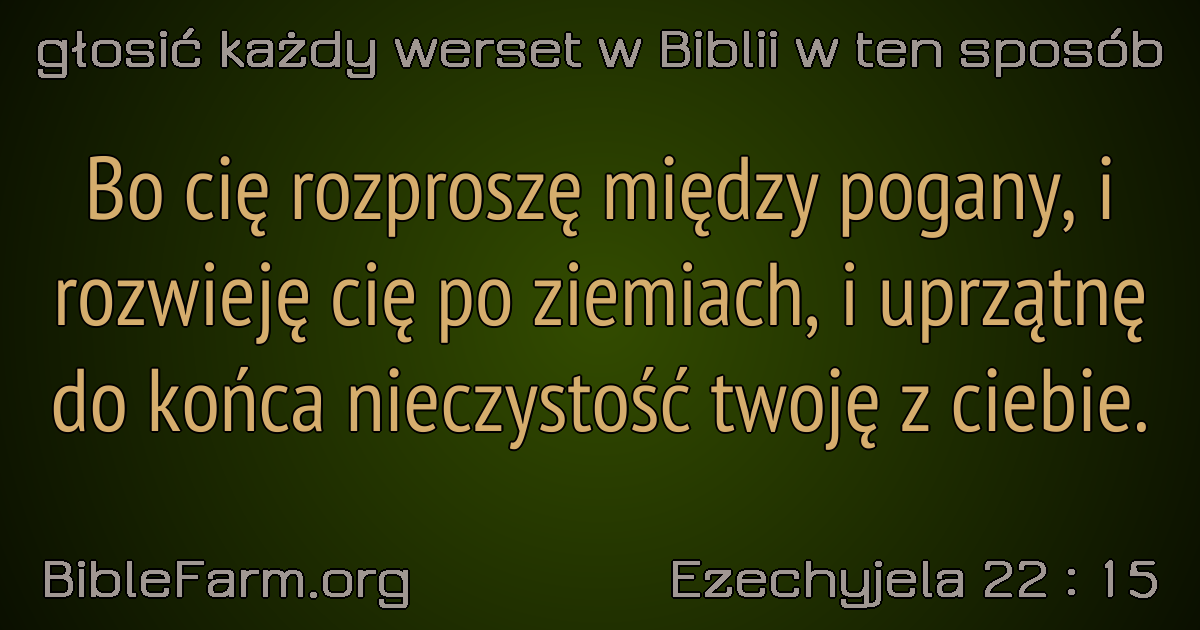 głosić każdy werset w Biblii w ten sposób
Bo cię rozproszę między pogany, i
rozwieję cię po ziemiach, i uprzątnę
do końca nieczystość twoję z ciebie.
BibleFarm.org
Ezechyjela 22 : 15